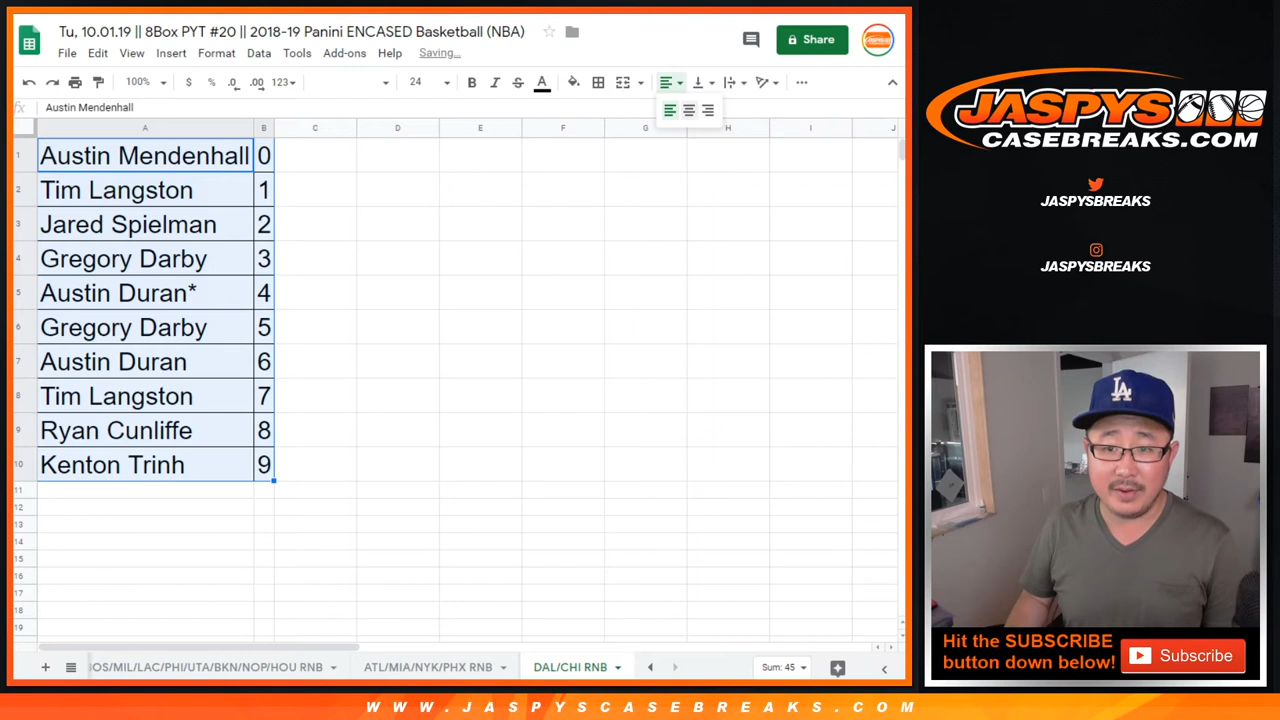 Tu, 10.01.19 || 8Box PYT #20 || 2018-19 Panini ENCASED Basketball (NBA)
File Edit View Insert Format Data Tools Add-ons Help Saving...
Share
100% $ % .0 .00 123 24 B I S A
fx Austin Mendenhall
A B C D E F G H I J
1 Austin Mendenhall 0
2 Tim Langston 1
3 Jared Spielman 2
4 Gregory Darby 3
5 Austin Duran* 4
6 Gregory Darby 5
7 Austin Duran 6
8 Tim Langston 7
9 Ryan Cunliffe 8
10 Kenton Trinh 9
11
12
13
14
15
16
17
18
19
IOS/MIL/LAC/PHI/UTA/BKN/NOP/HOU RNB ATL/MIA/NYK/PHX RNB DAL/CHI RNB Sum: 45
JASPYS
CASEBREAKS.COM
JASPYSBREAKS
JASPYSBREAKS
LA
Hit the SUBSCRIBE
button down below!
Subscribe
WWW.JASPYSCASEBREAKS.COM